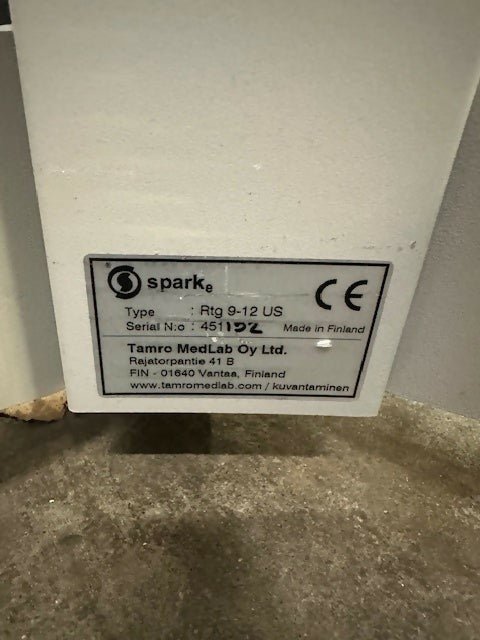 ® spark e CE
Type : Rtg 9-12 US
Serial N:o : 451152 Made in Finland
Tamro MedLab Oy Ltd.
Rajatorpantie 41 B
FIN - 01640 Vantaa, Finland
www.tamromedlab.com / kuvantaminen